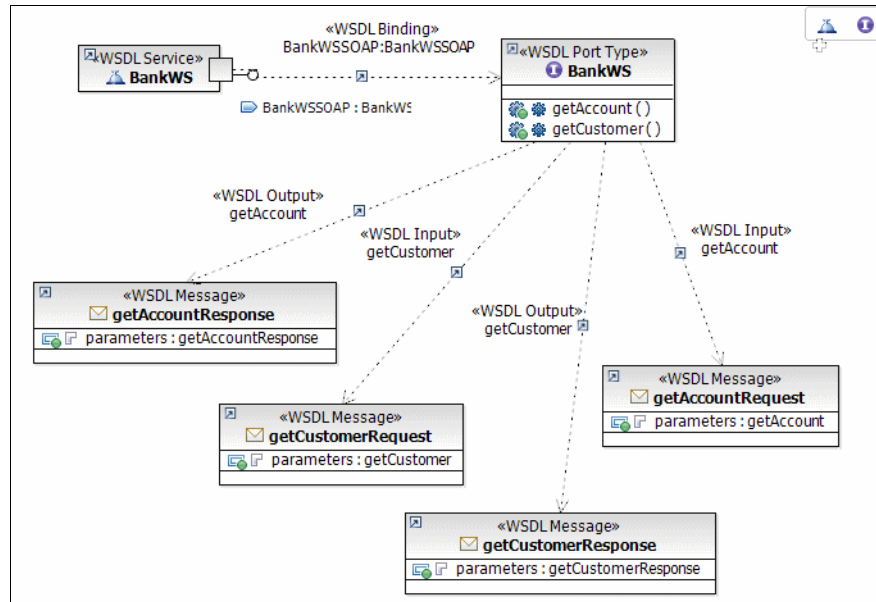 «WSDL Binding»
BankWSSOAP:BankWSSOAP
«WSDL Service»
BankWS
«WSDL Port Type»
BankWS
BankWSSOAP : BankWS
getAccount ( )
getCustomer ( )
«WSDL Output»
getAccount
«WSDL Input»
getCustomer
«WSDL Input»
getAccount
«WSDL Output»
getCustomer
«WSDL Message»
getAccountResponse
parameters : getAccountResponse
«WSDL Message»
getAccountRequest
parameters : getAccount
«WSDL Message»
getCustomerRequest
parameters : getCustomer
«WSDL Message»
getCustomerResponse
parameters : getCustomerResponse